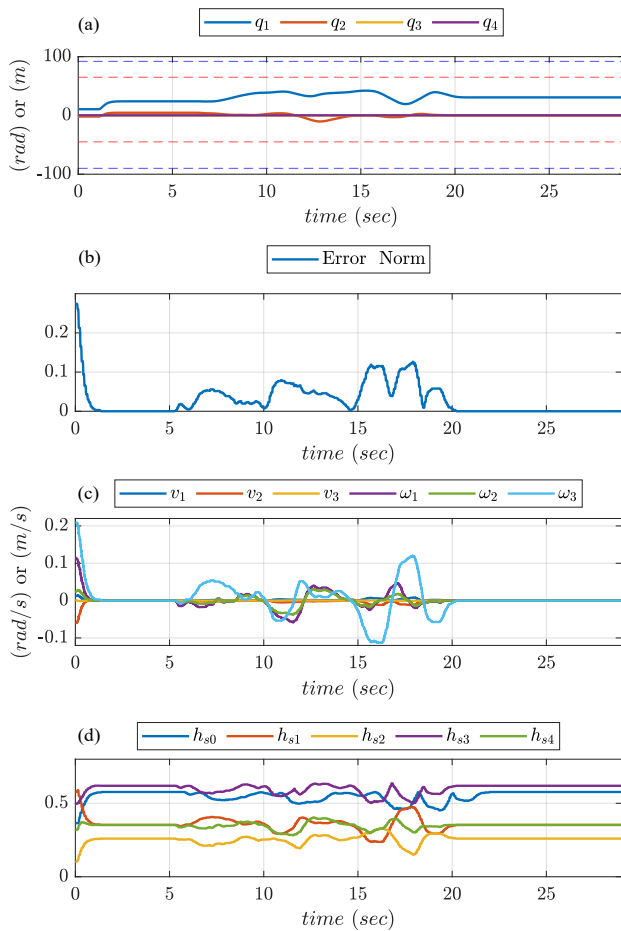 (a)
q₁ q₂ q₃ q₄
100
0
-100
(rad) or (m)
0 5 10 15 20 25
time (sec)
(b)
Error Norm
0.2
0.1
0
0 5 10 15 20 25
time (sec)
(c)
v₁ v₂ v₃ ω₁ ω₂ ω₃
0.2
0.1
0
-0.1
(rad/s) or (m/s)
0 5 10 15 20 25
time (sec)
(d)
hₛ₀ hₛ₁ hₛ₂ hₛ₃ hₛ₄
0.5
0
0 5 10 15 20 25
time (sec)